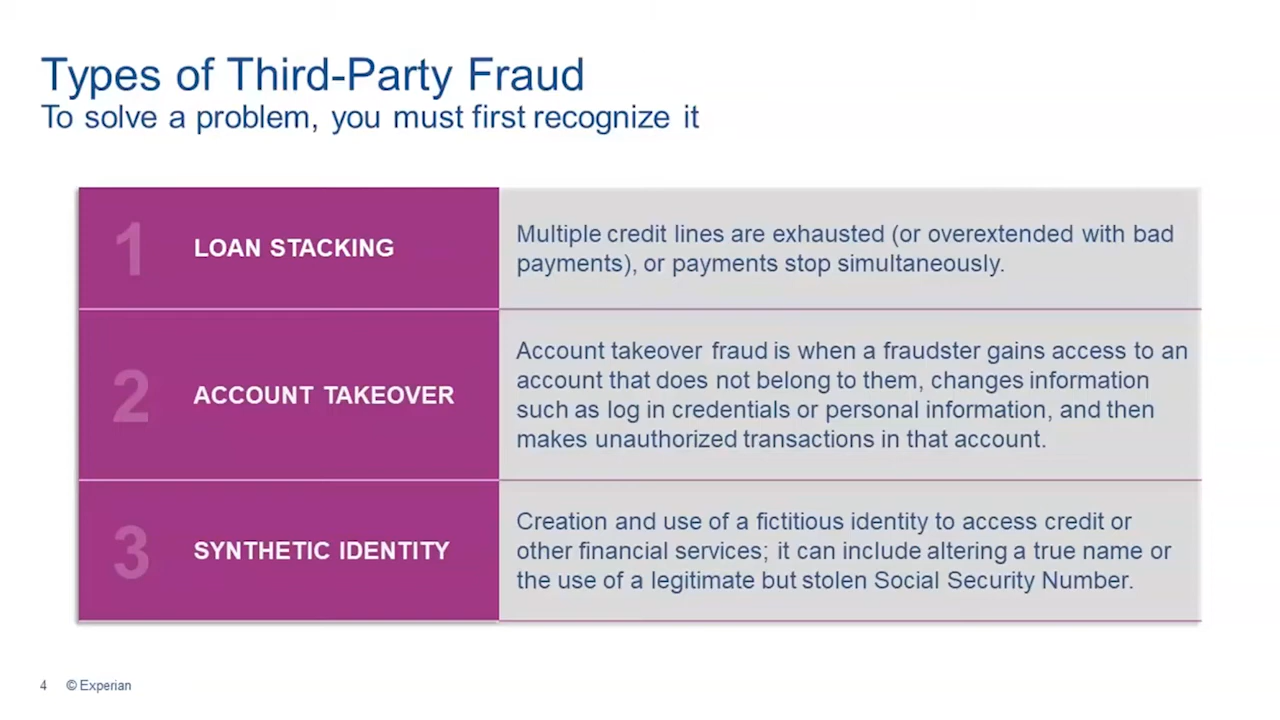 Types of Third-Party Fraud
To solve a problem, you must first recognize it
1 LOAN STACKING
Multiple credit lines are exhausted (or overextended with bad
payments), or payments stop simultaneously.
2 ACCOUNT TAKEOVER
Account takeover fraud is when a fraudster gains access to an
account that does not belong to them, changes information
such as log in credentials or personal information, and then
makes unauthorized transactions in that account.
3 SYNTHETIC IDENTITY
Creation and use of a fictitious identity to access credit or
other financial services; it can include altering a true name or
the use of a legitimate but stolen Social Security Number.
4 © Experian